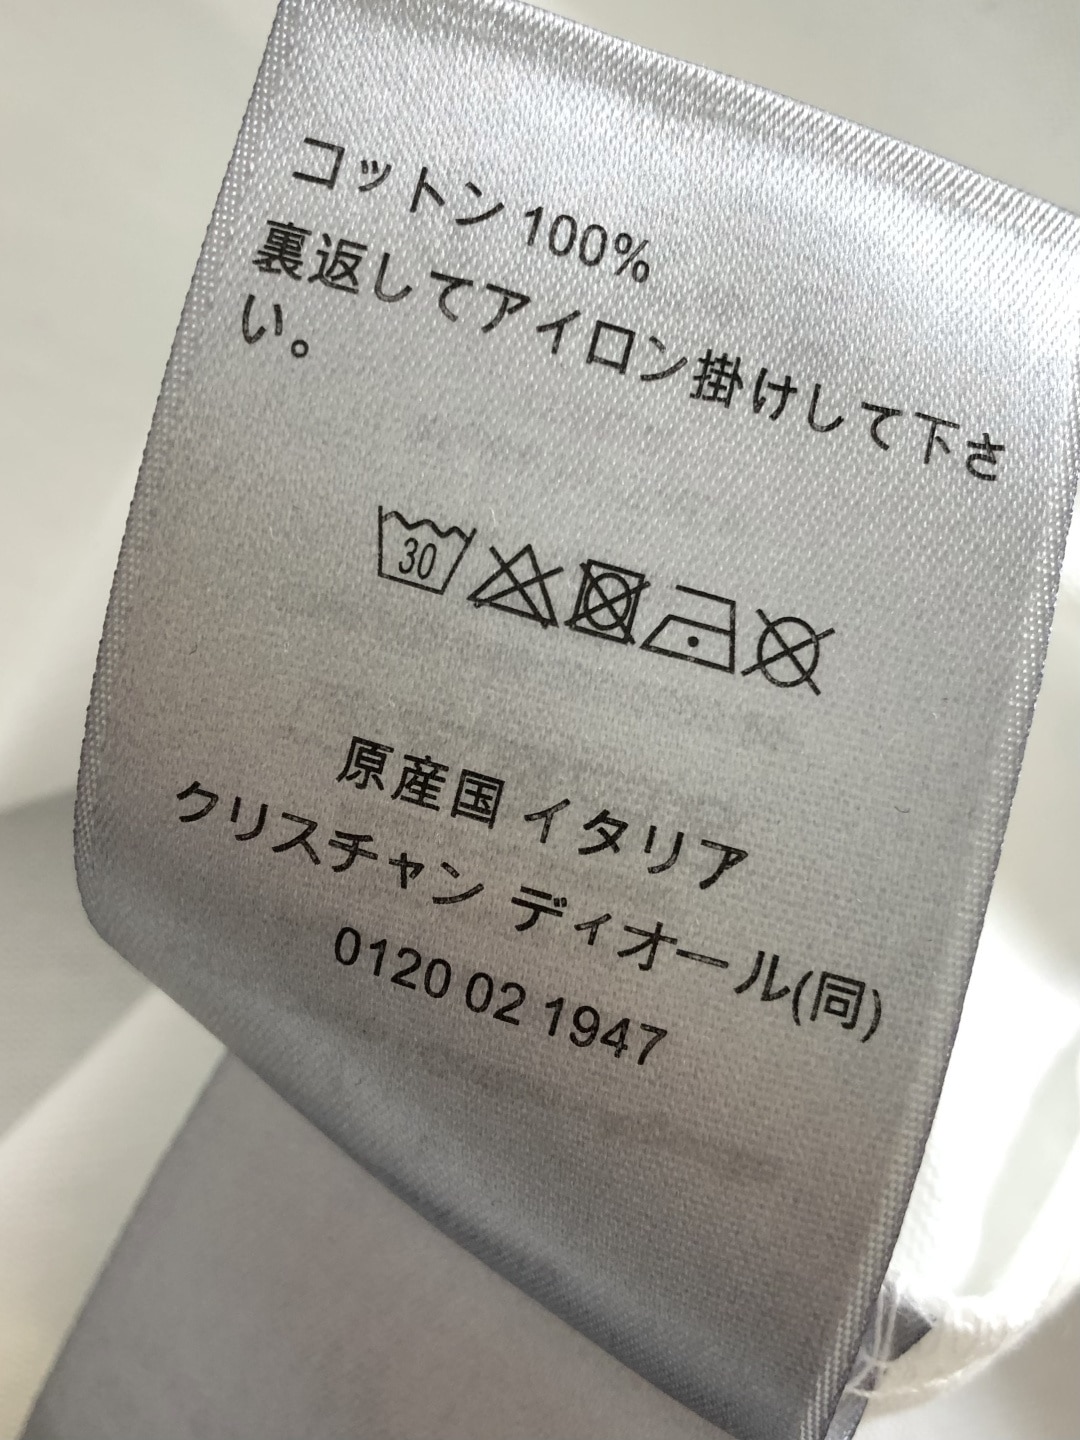 コットン 100%
裏返してアイロン掛けして下さ
い。
30
原産国 イタリア
クリスチャン ディオール(同)
0120 02 1947